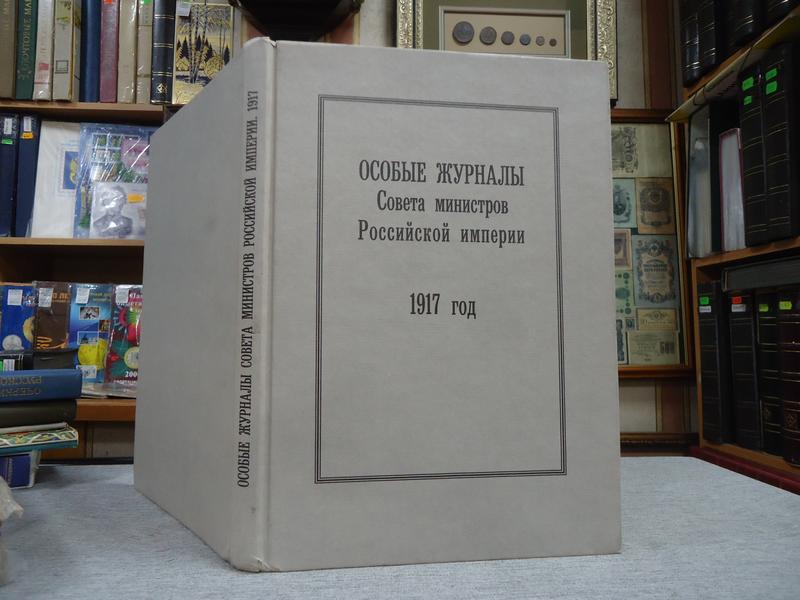 ОСОБЫЕ ЖУРНАЛЫ
Совета министров
Российской империи
1917 год
ОСОБЫЕ ЖУРНАЛЫ СОВЕТА МИНИСТРОВ РОССИЙСКОЙ ИМПЕРИИ. 1917